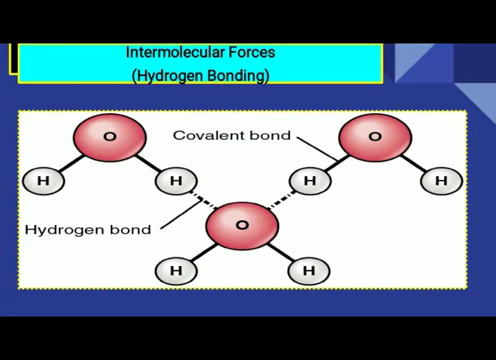 Intermolecular Forces
(Hydrogen Bonding)
O
Covalent bond
O
H
H
H
H
Hydrogen bond
O
H
H